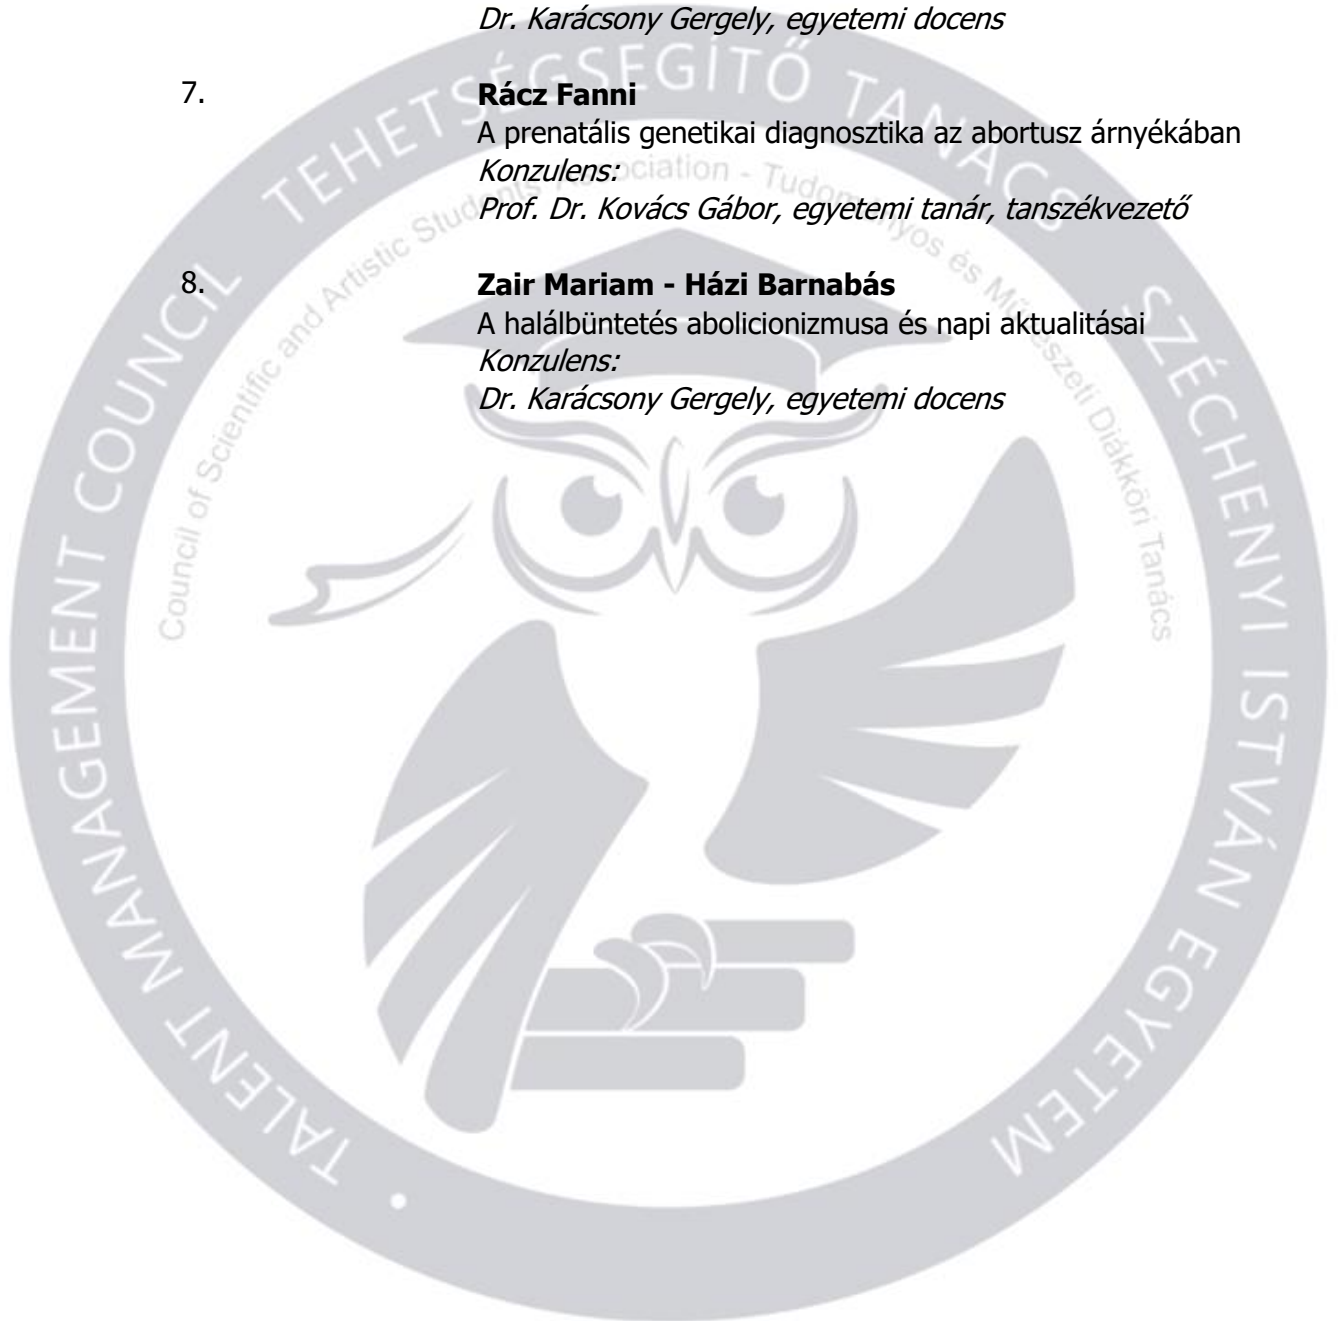 Dr. Karácsony Gergely, egyetemi docens
7.
Rácz Fanni
A prenatális genetikai diagnosztika az abortusz árnyékában
Konzulens:
Prof. Dr. Kovács Gábor, egyetemi tanár, tanszékvezető
8.
Zair Mariam - Házi Barnabás
A halálbüntetés abolicionizmusa és napi aktualitásai
Konzulens:
Dr. Karácsony Gergely, egyetemi docens
TALENT MANAGEMENT COUNCIL TEHETSÉGSEGÍTŐ TANÁCS SZÉCHENYI ISTVÁN EGYETEM
Council of Scientific and Artistic Students Association - Tudományos és Művészeti Diákköri Tanács